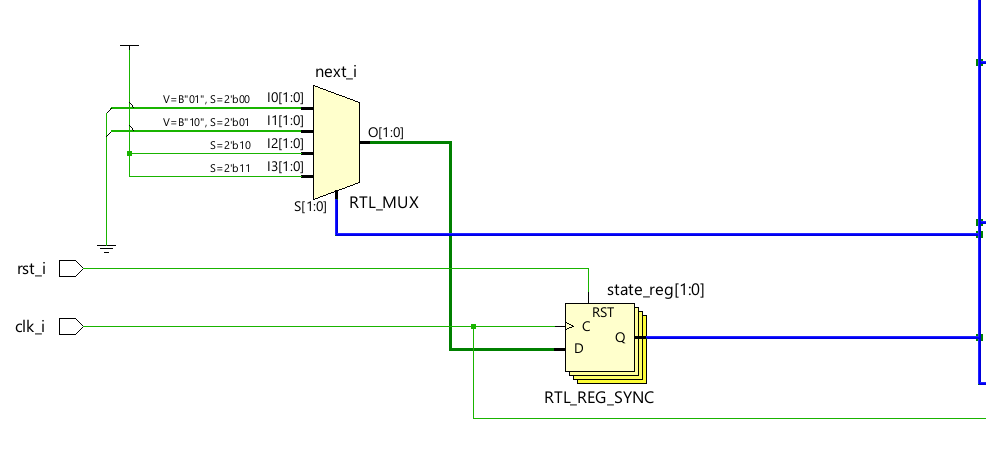 next_i
V=B"01", S=2'b00 I0[1:0]
V=B"10", S=2'b01 I1[1:0]
O[1:0]
S=2'b10 I2[1:0]
S=2'b11 I3[1:0]
S[1:0] RTL_MUX
rst_i
state_reg[1:0]
RST
clk_i
C
Q
D
RTL_REG_SYNC